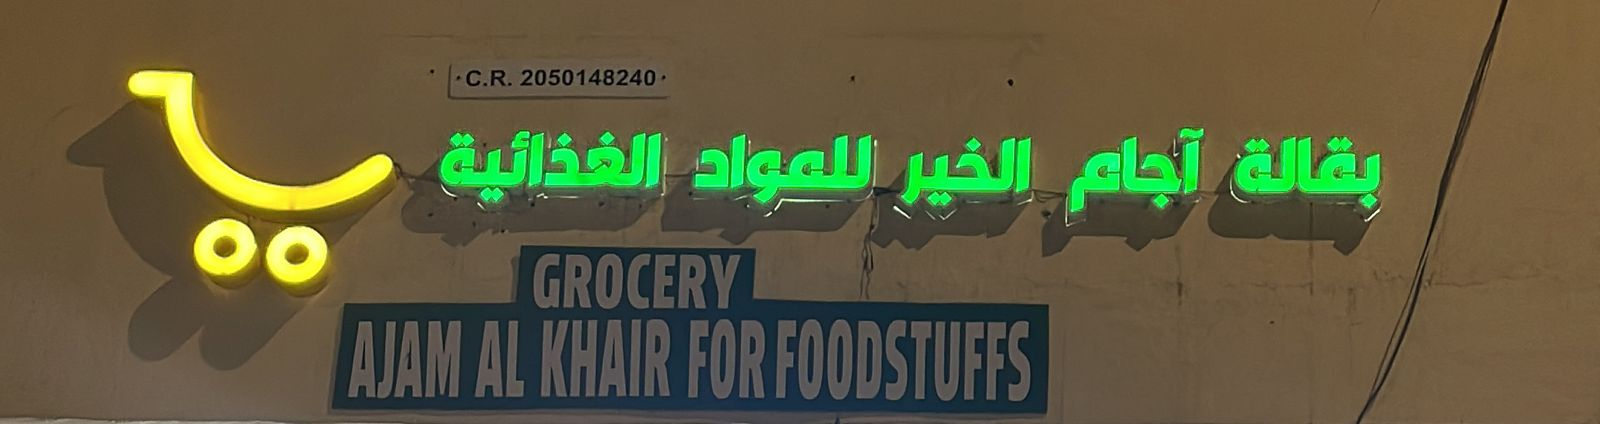 C.R. 2050148240
بقالة آجام الخير للمواد الغذائية
GROCERY
AJAM AL KHAIR FOR FOODSTUFFS